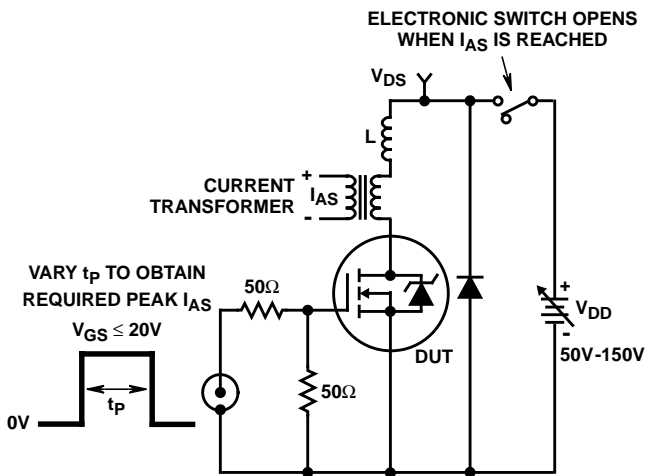 ELECTRONIC SWITCH OPENS
WHEN IAS IS REACHED
VDS
L
+
IAS
-
CURRENT
TRANSFORMER
VARY tP TO OBTAIN
REQUIRED PEAK IAS
VGS ≤ 20V
50Ω
DUT
+
VDD
-
50V-150V
50Ω
0V
tP